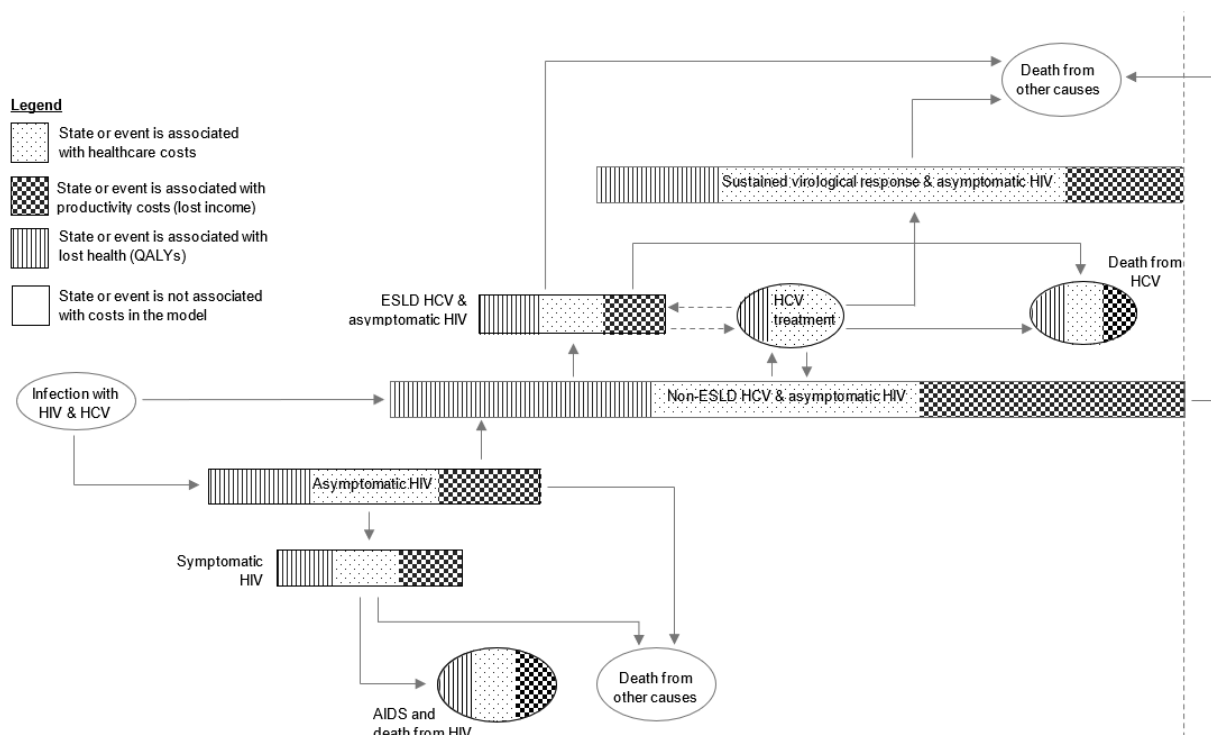 Legend
State or event is associated
with healthcare costs
State or event is associated with
productivity costs (lost income)
State or event is associated with
lost health (QALYs)
State or event is not associated
with costs in the model
Death from
other causes
Sustained virological response & asymptomatic HIV
Death from
HCV
ESLD HCV &
asymptomatic HIV
HCV
treatment
Infection with
HIV & HCV
Non-ESLD HCV & asymptomatic HIV
Asymptomatic HIV
Symptomatic
HIV
Death from
other causes
AIDS and
death from HIV